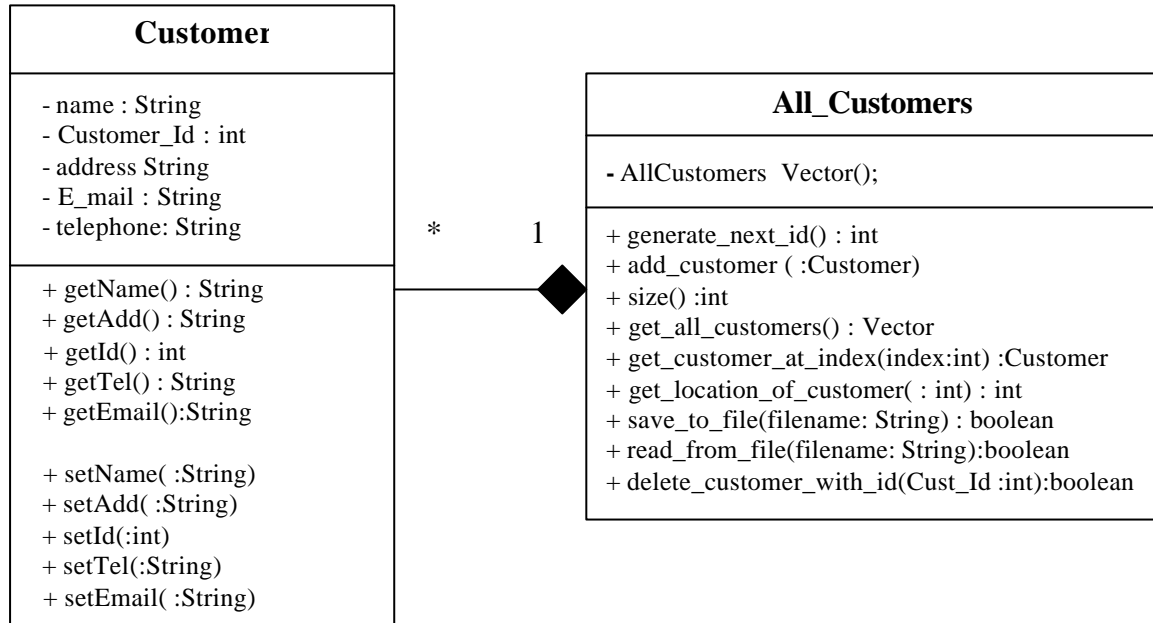 Customer
- name : String
- Customer_Id : int
- address String
- E_mail : String
- telephone: String
+ getName() : String
+ getAdd() : String
+ getId() : int
+ getTel() : String
+ getEmail():String
+ setName( :String)
+ setAdd( :String)
+ setId(:int)
+ setTel(:String)
+ setEmail( :String)
* 1
All_Customers
- AllCustomers Vector();
+ generate_next_id() : int
+ add_customer ( :Customer)
+ size() :int
+ get_all_customers() : Vector
+ get_customer_at_index(index:int) :Customer
+ get_location_of_customer( : int) : int
+ save_to_file(filename: String) : boolean
+ read_from_file(filename: String):boolean
+ delete_customer_with_id(Cust_Id :int):boolean